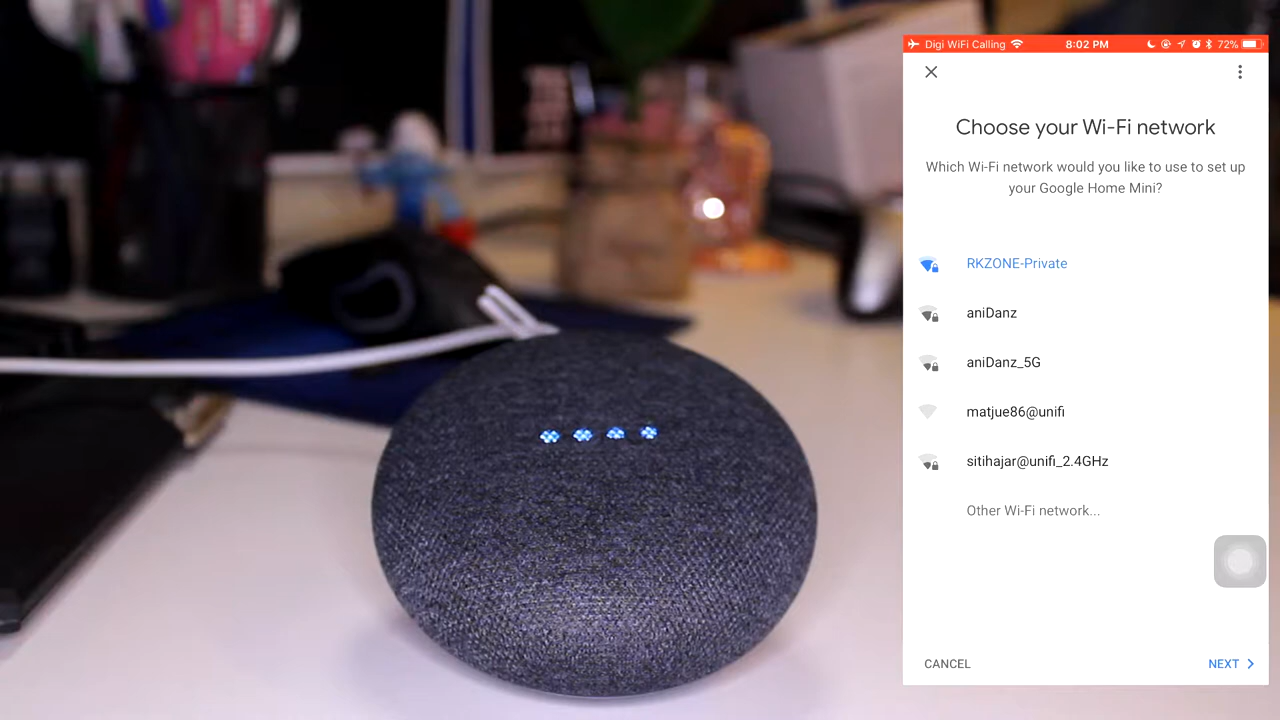 Digi WiFi Calling 8:02 PM 72%
Choose your Wi-Fi network
Which Wi-Fi network would you like to use to set up
your Google Home Mini?
RKZONE-Private
aniDanz
aniDanz_5G
matjue86@unifi
sitihajar@unifi_2.4GHz
Other Wi-Fi network...
CANCEL NEXT